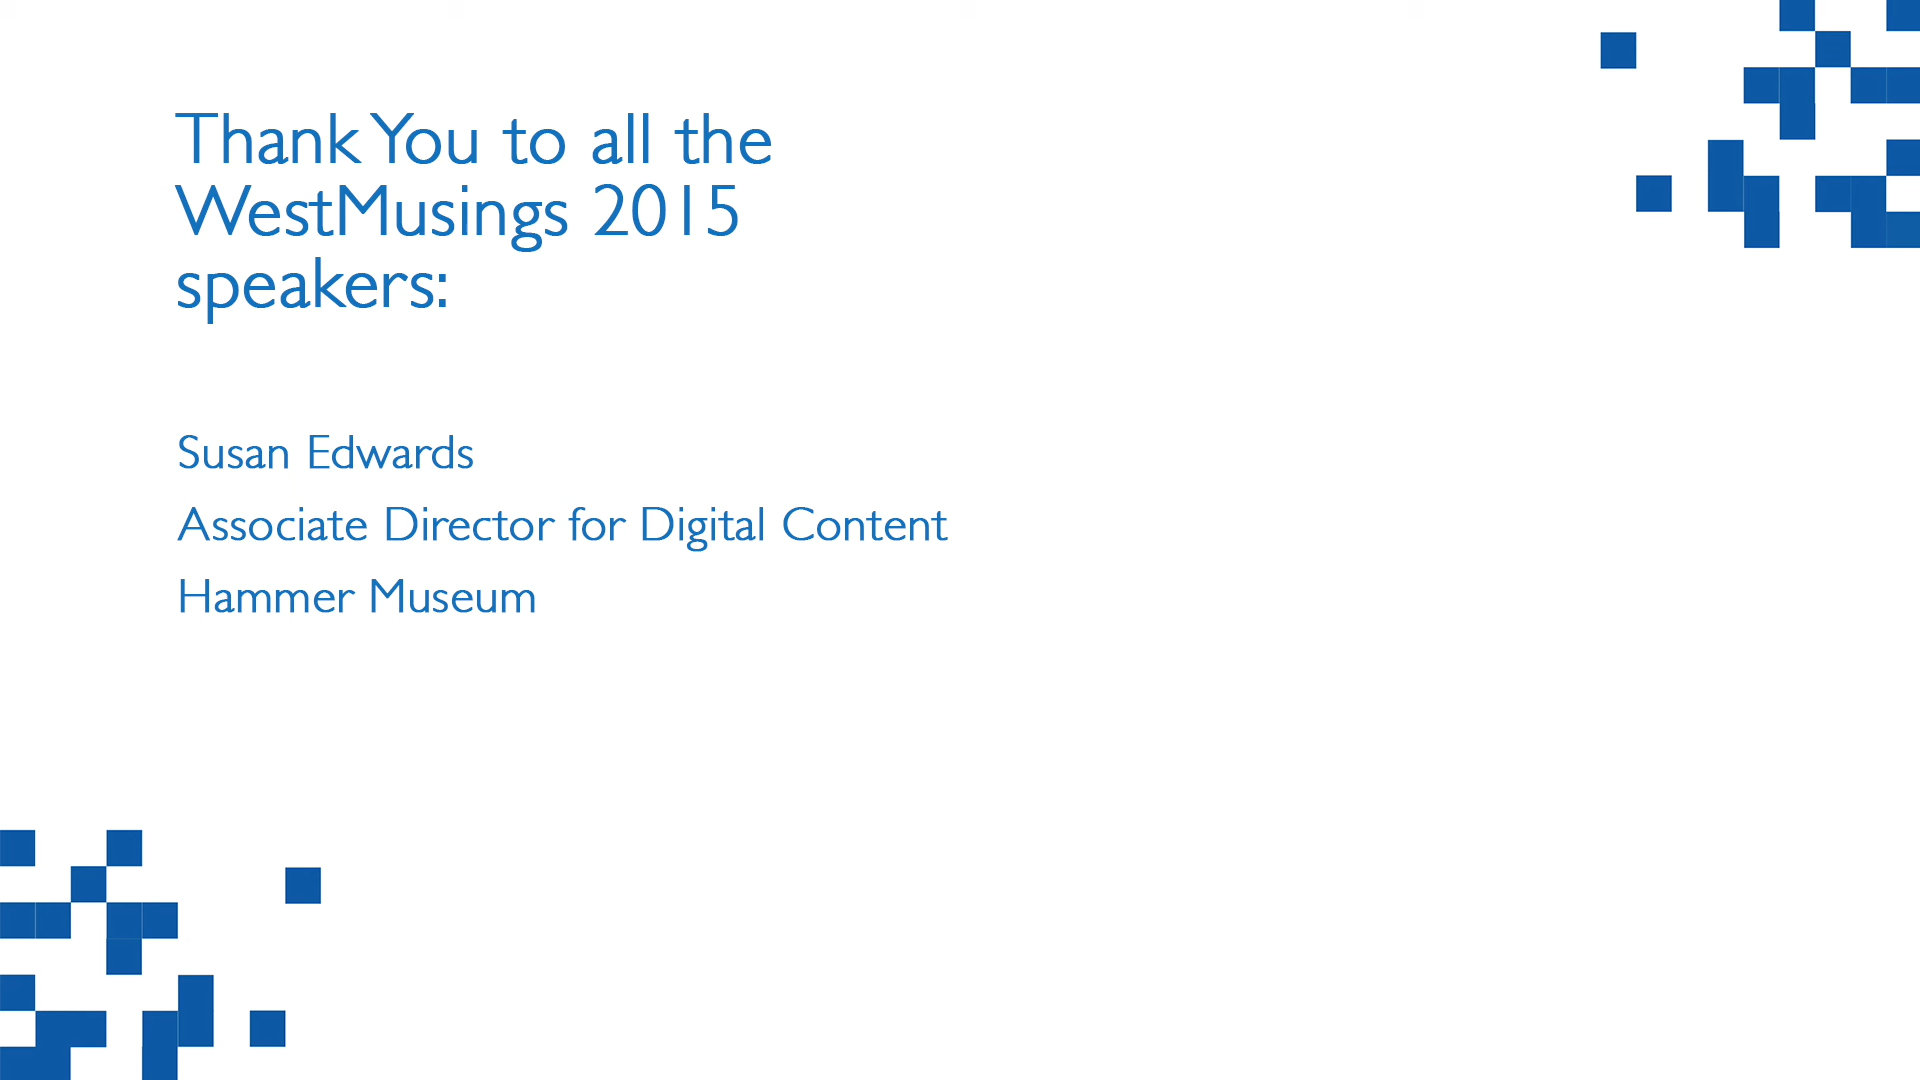 Thank You to all the
WestMusings 2015
speakers:
Susan Edwards
Associate Director for Digital Content
Hammer Museum